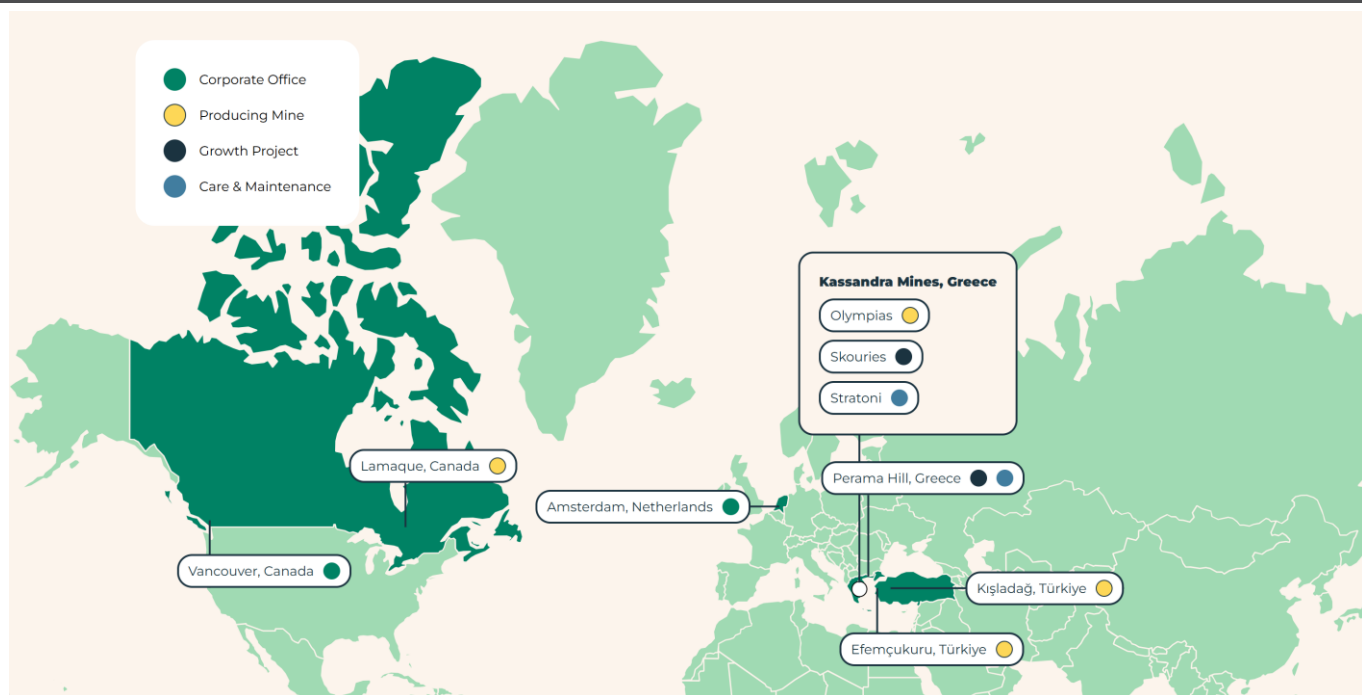 Corporate Office
Producing Mine
Growth Project
Care & Maintenance
Kassandra Mines, Greece
Olympias
Skouries
Stratoni
Lamaque, Canada
Perama Hill, Greece
Amsterdam, Netherlands
Vancouver, Canada
Kışladağ, Türkiye
Efemçukuru, Türkiye